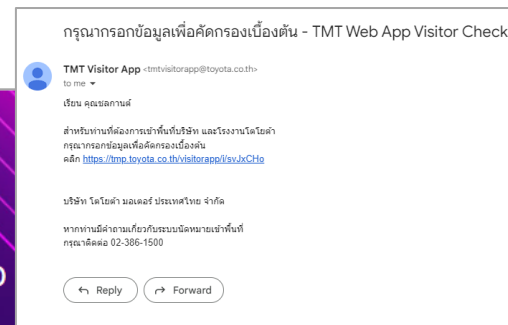 กรุณากรอกข้อมูลเพื่อคัดกรองเบื้องต้น - TMT Web App Visitor Check
TMT Visitor App <tmtvisitorapp@toyota.co.th>
to me
เรียน คุณชลกานต์
สำหรับท่านที่ต้องการเข้าพื้นที่บริษัท และโรงงานโตโยต้า
กรุณากรอกข้อมูลเพื่อคัดกรองเบื้องต้น
คลิก https://tmp.toyota.co.th/visitorapp/i/svJxCHo
บริษัท โตโยต้า มอเตอร์ ประเทศไทย จำกัด
หากท่านมีคำถามเกี่ยวกับระบบนัดหมายเข้าพื้นที่
กรุณาติดต่อ 02-386-1500
Reply
Forward